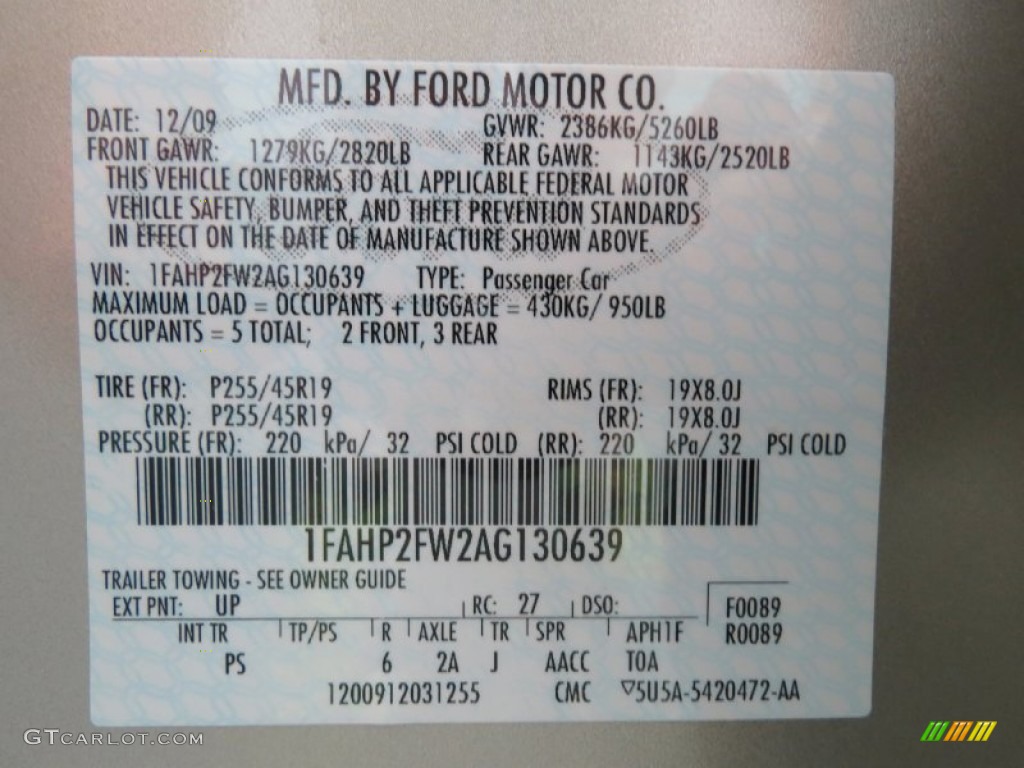 MFD. BY FORD MOTOR CO.
DATE: 12/09 GVWR: 2386KG/5260LB
FRONT GAWR: 1279KG/2820LB REAR GAWR: 1143KG/2520LB
THIS VEHICLE CONFORMS TO ALL APPLICABLE FEDERAL MOTOR
VEHICLE SAFETY, BUMPER, AND THEFT PREVENTION STANDARDS
IN EFFECT ON THE DATE OF MANUFACTURE SHOWN ABOVE.
VIN: 1FAHP2FW2AG130639 TYPE: Passenger Car
MAXIMUM LOAD = OCCUPANTS + LUGGAGE = 430KG/ 950LB
OCCUPANTS = 5 TOTAL; 2 FRONT, 3 REAR
TIRE (FR): P255/45R19 RIMS (FR): 19X8.0J
(RR): P255/45R19 (RR): 19X8.0J
PRESSURE (FR): 220 kPa/ 32 PSI COLD (RR): 220 kPa/ 32 PSI COLD
1FAHP2FW2AG130639
TRAILER TOWING - SEE OWNER GUIDE
EXT PNT: UP RC: 27 DSO: F0089
INT TR TP/PS R AXLE TR SPR APH1F R0089
PS 6 2A J AACC TOA
1200912031255 CMC ▽5U5A-5420472-AA
GTCARLOT.COM